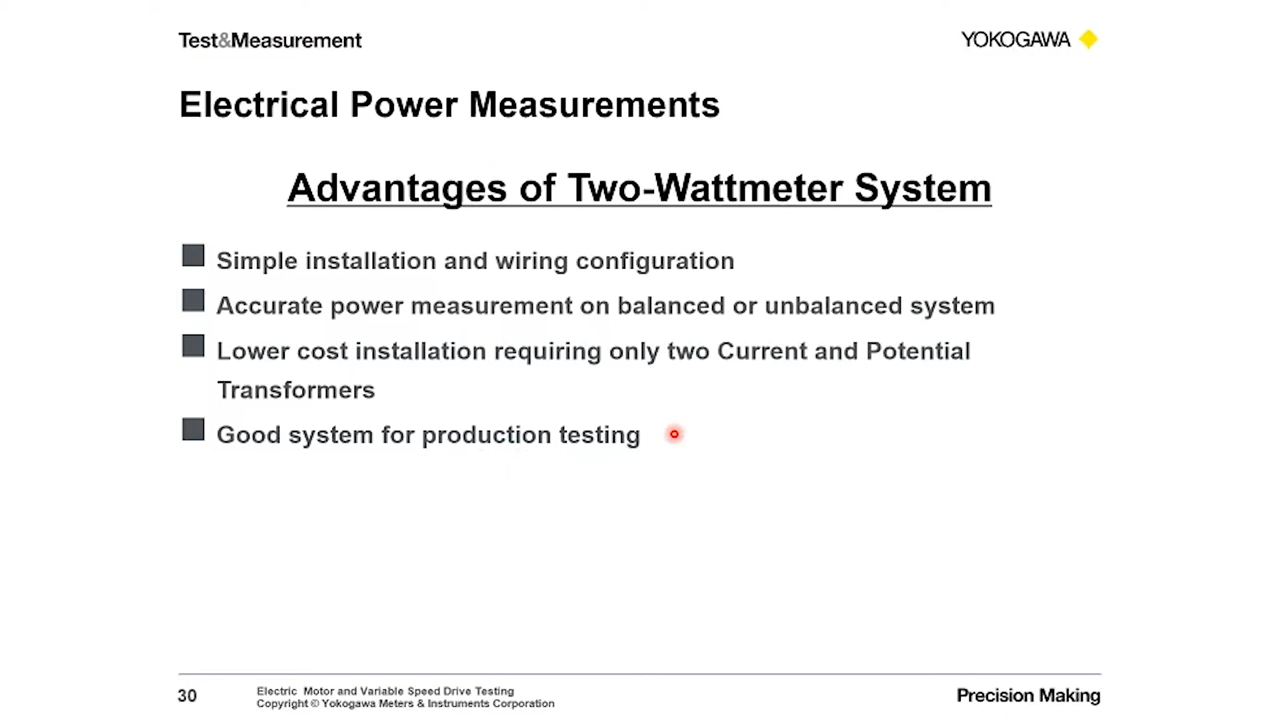 Test&Measurement
YOKOGAWA
Electrical Power Measurements
Advantages of Two-Wattmeter System
Simple installation and wiring configuration
Accurate power measurement on balanced or unbalanced system
Lower cost installation requiring only two Current and Potential
Transformers
Good system for production testing
30
Electric Motor and Variable Speed Drive Testing
Copyright © Yokogawa Meters & Instruments Corporation
Precision Making